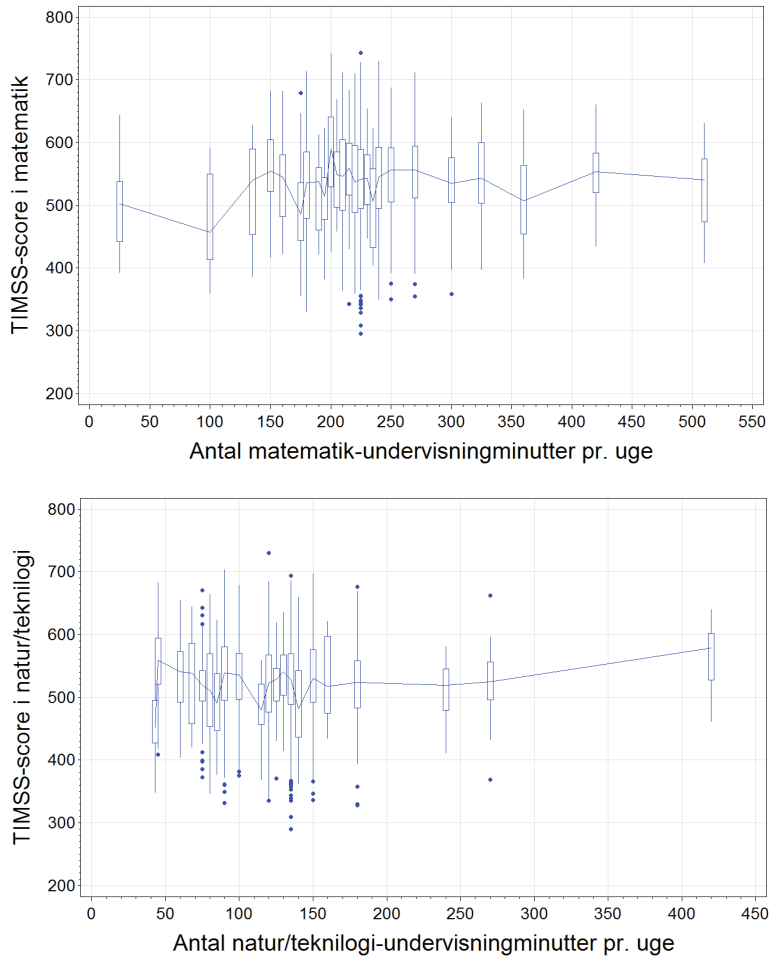 TIMSS-score i matematik
800
700
600
500
400
300
200
0 50 100 150 200 250 300 350 400 450 500 550
Antal matematik-undervisningminutter pr. uge
TIMSS-score i natur/teknilogi
800
700
600
500
400
300
200
0 50 100 150 200 250 300 350 400 450
Antal natur/teknilogi-undervisningminutter pr. uge